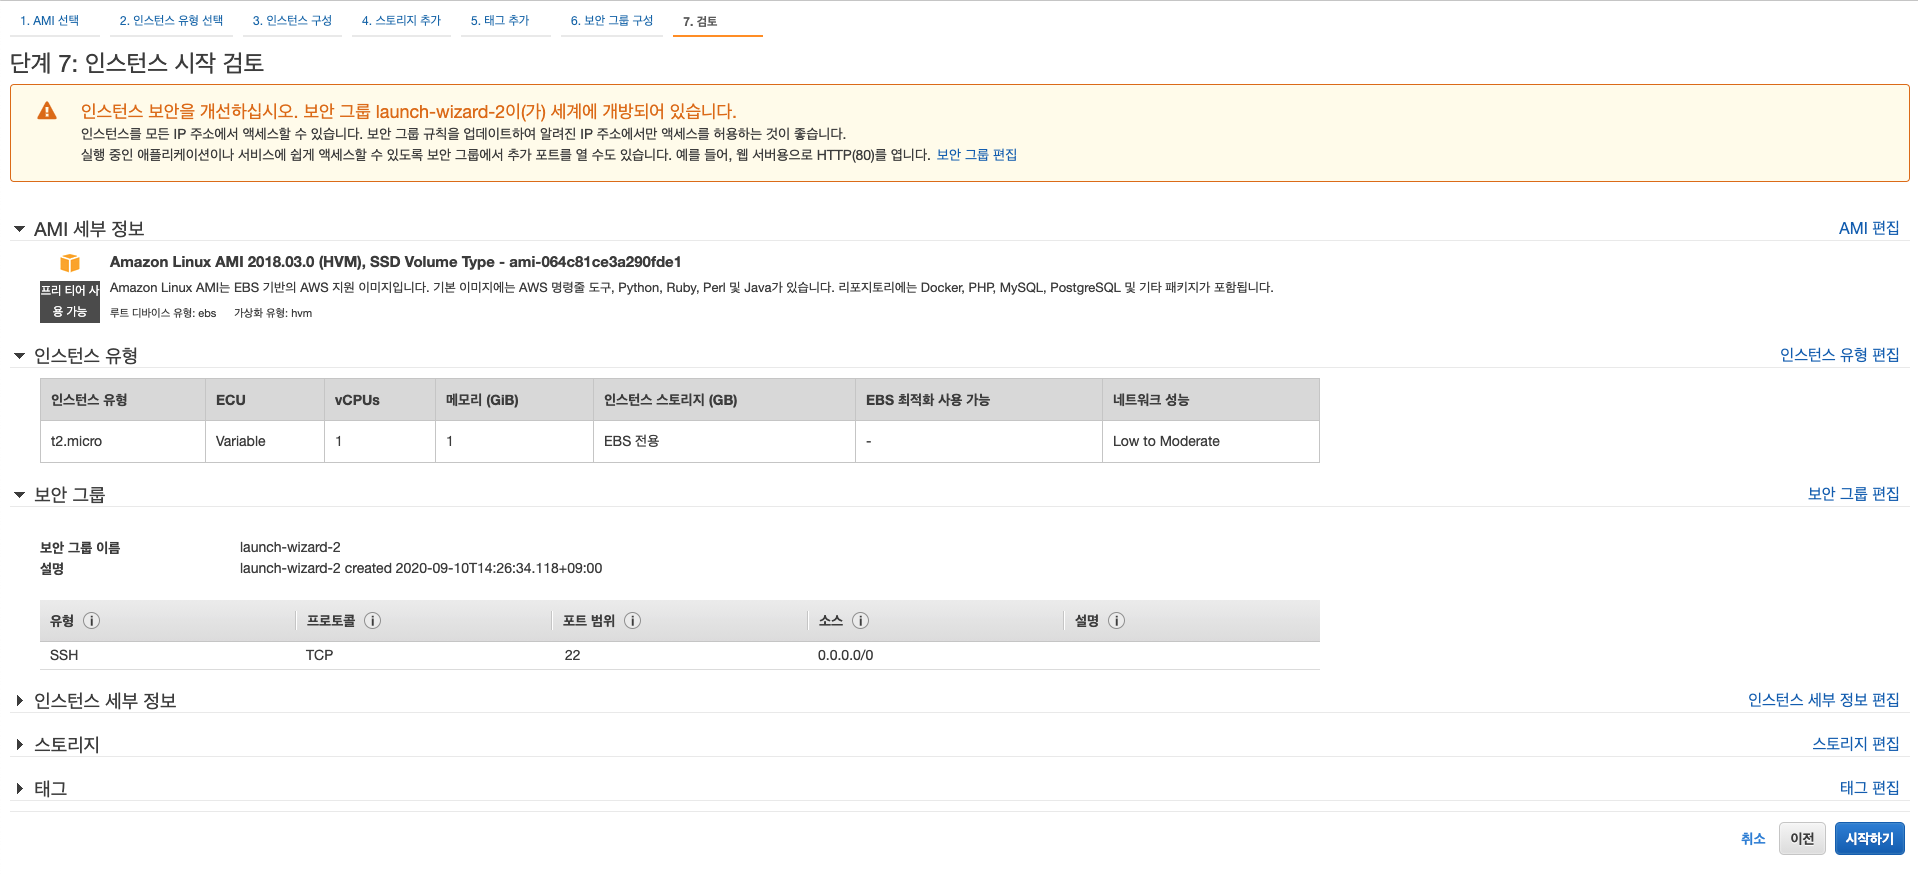 1. AMI 선택 2. 인스턴스 유형 선택 3. 인스턴스 구성 4. 스토리지 추가 5. 태그 추가 6. 보안 그룹 구성 7. 검토
단계 7: 인스턴스 시작 검토
인스턴스 보안을 개선하십시오. 보안 그룹 launch-wizard-2이(가) 세계에 개방되어 있습니다.
인스턴스를 모든 IP 주소에서 액세스할 수 있습니다. 보안 그룹 규칙을 업데이트하여 알려진 IP 주소에서만 액세스를 허용하는 것이 좋습니다.
실행 중인 애플리케이션이나 서비스에 쉽게 액세스할 수 있도록 보안 그룹에서 추가 포트를 열 수도 있습니다. 예를 들어, 웹 서버용으로 HTTP(80)를 엽니다. 보안 그룹 편집
AMI 세부 정보 AMI 편집
Amazon Linux AMI 2018.03.0 (HVM), SSD Volume Type - ami-064c81ce3a290fde1
프리 티어 사
용 가능
Amazon Linux AMI는 EBS 기반의 AWS 지원 이미지입니다. 기본 이미지에는 AWS 명령줄 도구, Python, Ruby, Perl 및 Java가 있습니다. 리포지토리에는 Docker, PHP, MySQL, PostgreSQL 및 기타 패키지가 포함됩니다.
루트 디바이스 유형: ebs 가상화 유형: hvm
인스턴스 유형 인스턴스 유형 편집
인스턴스 유형 ECU vCPUs 메모리 (GiB) 인스턴스 스토리지 (GB) EBS 최적화 사용 가능 네트워크 성능
t2.micro Variable 1 1 EBS 전용 - Low to Moderate
보안 그룹 보안 그룹 편집
보안 그룹 이름 launch-wizard-2
설명 launch-wizard-2 created 2020-09-10T14:26:34.118+09:00
유형 프로토콜 포트 범위 소스 설명
SSH TCP 22 0.0.0.0/0
인스턴스 세부 정보 인스턴스 세부 정보 편집
스토리지 스토리지 편집
태그 태그 편집
취소 이전 시작하기